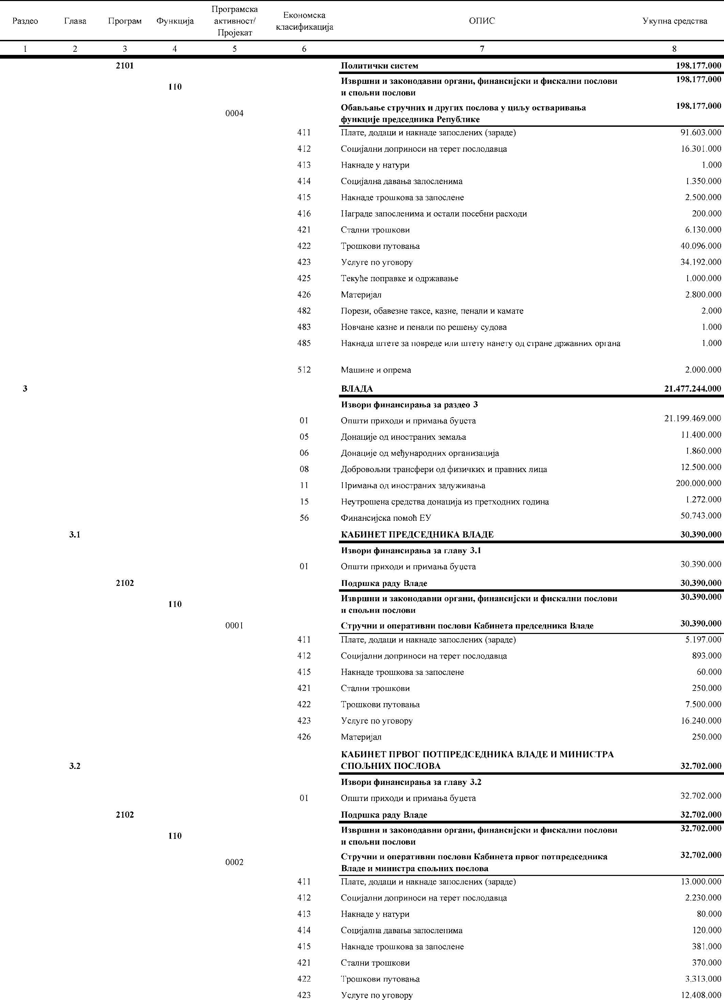 Раздео Глава Програм Функција Програмска активност/ Пројекат Економска класификација ОПИС Укупна средства
1 2 3 4 5 6 7 8
2101 Политички систем 198.177.000
110 Извршни и законодавни органи, финансијски и фискални послови 198.177.000
и спољни послови
0004 Обављање стручних и других послова у циљу остваривања 198.177.000
функције председника Републике
411 Плате, додаци и накнаде запослених (зараде) 91.603.000
412 Социјални доприноси на терет послодавца 16.301.000
413 Накнаде у натури 1.000
414 Социјална давања запосленима 1.350.000
415 Накнаде трошкова за запослене 2.500.000
416 Награде запосленима и остали посебни расходи 200.000
421 Стални трошкови 6.130.000
422 Трошкови путовања 40.096.000
423 Услуге по уговору 34.192.000
425 Текуће поправке и одржавање 1.000.000
426 Материјал 2.800.000
482 Порези, обавезне таксе, казне, пенали и камате 2.000
483 Новчане казне и пенали по решењу судова 1.000
485 Накнада штете за повреде или штету нанету од стране државних органа 1.000
512 Машине и опрема 2.000.000
3 ВЛАДА 21.477.244.000
Извори финансирања за раздео 3
01 Општи приходи и примања буџета 21.199.469.000
05 Донације од иностраних земаља 11.400.000
06 Донације од међународних организација 1.860.000
08 Добровољни трансфери од физичких и правних лица 12.500.000
11 Примања од иностраних задуживања 200.000.000
15 Неутрошена средства донација из претходних година 1.272.000
56 Финансијска помоћ ЕУ 50.743.000
3.1 КАБИНЕТ ПРЕДСЕДНИКА ВЛАДЕ 30.390.000
Извори финансирања за главу 3.1
01 Општи приходи и примања буџета 30.390.000
2102 Подршка раду Владе 30.390.000
110 Извршни и законодавни органи, финансијски и фискални послови 30.390.000
и спољни послови
0001 Стручни и оперативни послови Кабинета председника Владе 30.390.000
411 Плате, додаци и накнаде запослених (зараде) 5.197.000
412 Социјални доприноси на терет послодавца 893.000
415 Накнаде трошкова за запослене 60.000
421 Стални трошкови 250.000
422 Трошкови путовања 7.500.000
423 Услуге по уговору 16.240.000
426 Материјал 250.000
КАБИНЕТ ПРВОГ ПОТПРЕДСЕДНИКА ВЛАДЕ И МИНИСТРА
3.2 СПОЉНИХ ПОСЛОВА 32.702.000
Извори финансирања за главу 3.2
01 Општи приходи и примања буџета 32.702.000
2102 Подршка раду Владе 32.702.000
110 Извршни и законодавни органи, финансијски и фискални послови 32.702.000
и спољни послови
0002 Стручни и оперативни послови Кабинета првог потпредседника 32.702.000
Владе и министра спољних послова
411 Плате, додаци и накнаде запослених (зараде) 13.000.000
412 Социјални доприноси на терет послодавца 2.230.000
413 Накнаде у натури 80.000
414 Социјална давања запосленима 120.000
415 Накнаде трошкова за запослене 381.000
421 Стални трошкови 370.000
422 Трошкови путовања 3.313.000
423 Услуге по уговору 12.408.000